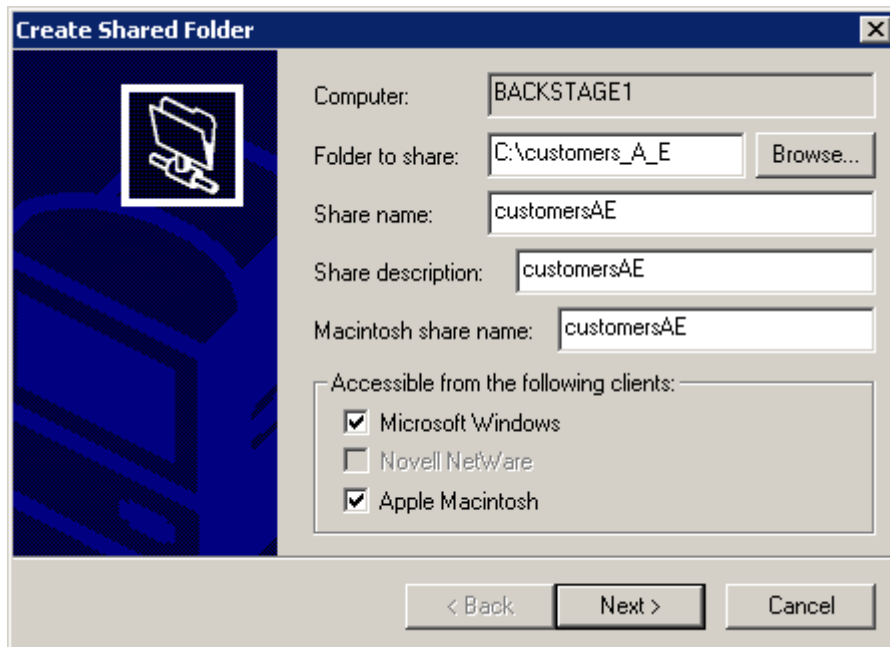 Create Shared Folder
Computer: BACKSTAGE1
Folder to share: C:\customers_A_E Browse...
Share name: customersAE
Share description: customersAE
Macintosh share name: customersAE
Accessible from the following clients:
Microsoft Windows
Novell NetWare
Apple Macintosh
< Back Next > Cancel